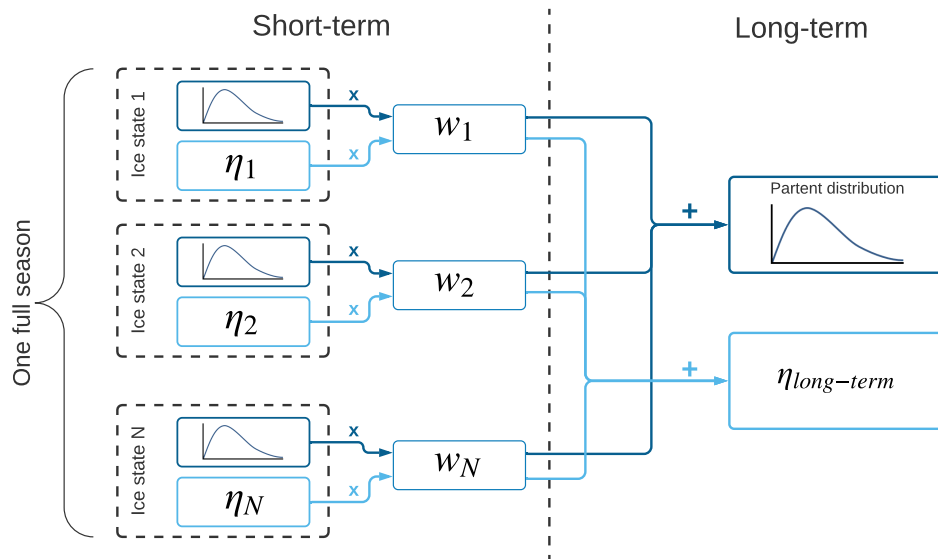 Short-term
Long-term
One full season
Ice state 1
x
x
η1
w1
Ice state 2
x
x
η2
w2
Ice state N
x
x
ηN
wN
+
Partent distribution
+
ηlong−term